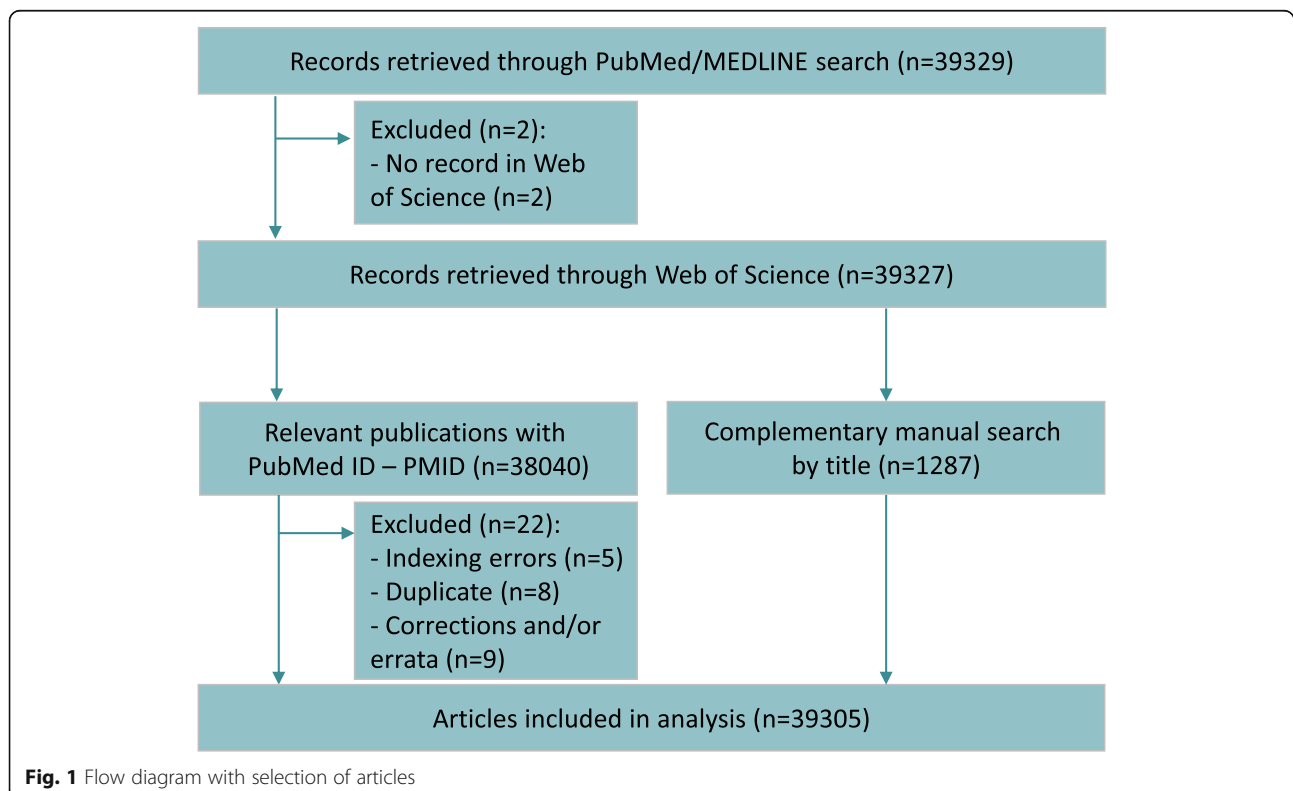 Records retrieved through PubMed/MEDLINE search (n=39329)
Excluded (n=2):
- No record in Web
of Science (n=2)
Records retrieved through Web of Science (n=39327)
Relevant publications with
PubMed ID – PMID (n=38040)
Complementary manual search
by title (n=1287)
Excluded (n=22):
- Indexing errors (n=5)
- Duplicate (n=8)
- Corrections and/or
errata (n=9)
Articles included in analysis (n=39305)
Fig. 1 Flow diagram with selection of articles